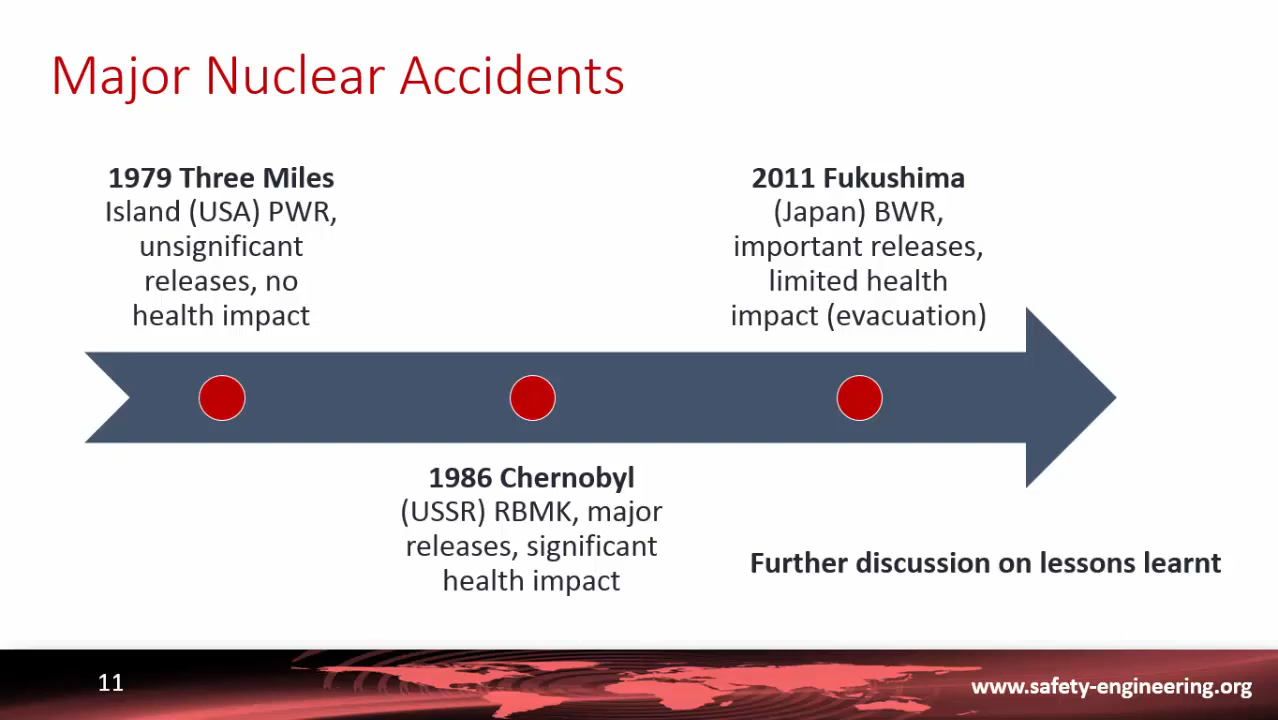 Major Nuclear Accidents
1979 Three Miles
Island (USA) PWR,
unsignificant
releases, no
health impact
2011 Fukushima
(Japan) BWR,
important releases,
limited health
impact (evacuation)
1986 Chernobyl
(USSR) RBMK, major
releases, significant
health impact
Further discussion on lessons learnt
11
www.safety-engineering.org